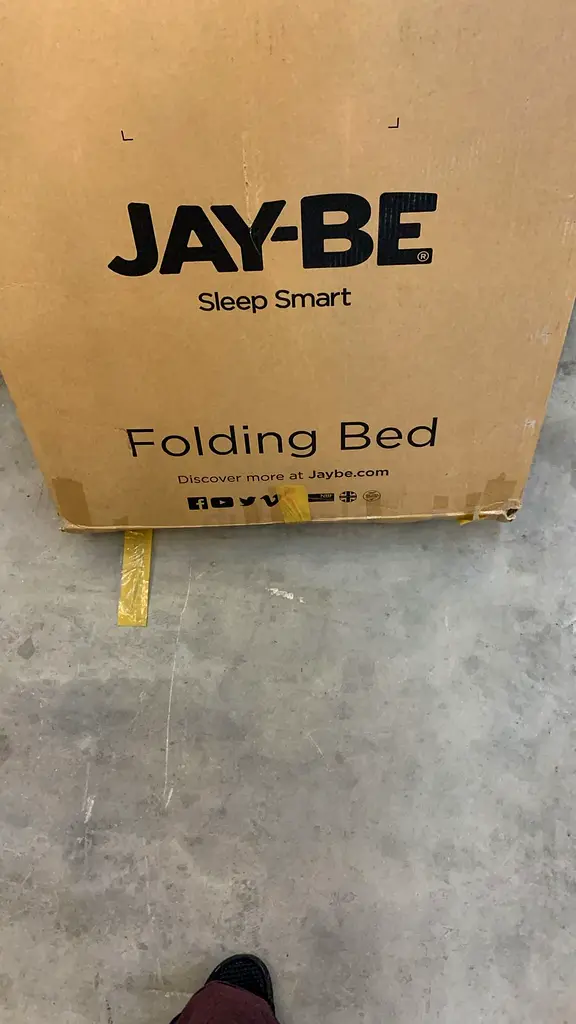 JAY-BE®
Sleep Smart
Folding Bed
Discover more at Jaybe.com